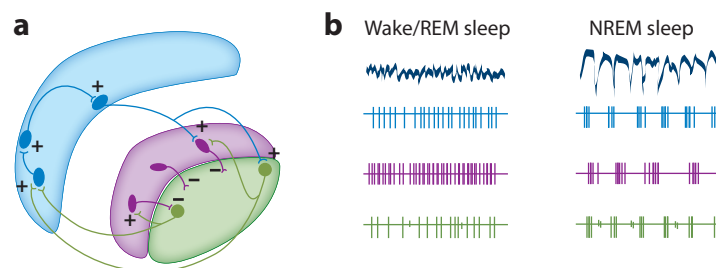 a
b
Wake/REM sleep
NREM sleep
+
+
+
+
+
+
–
–
–